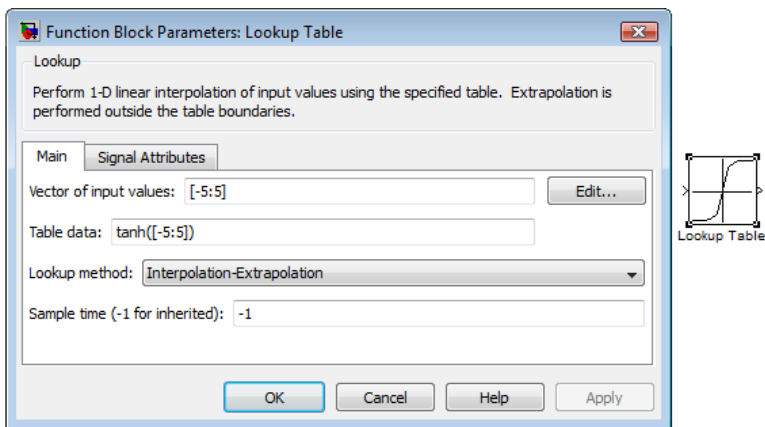 Function Block Parameters: Lookup Table
Lookup
Perform 1-D linear interpolation of input values using the specified table. Extrapolation is
performed outside the table boundaries.
Main Signal Attributes
Vector of input values: [-5:5] Edit...
Table data: tanh([-5:5])
Lookup method: Interpolation-Extrapolation
Sample time (-1 for inherited): -1
OK Cancel Help Apply
Lookup Table